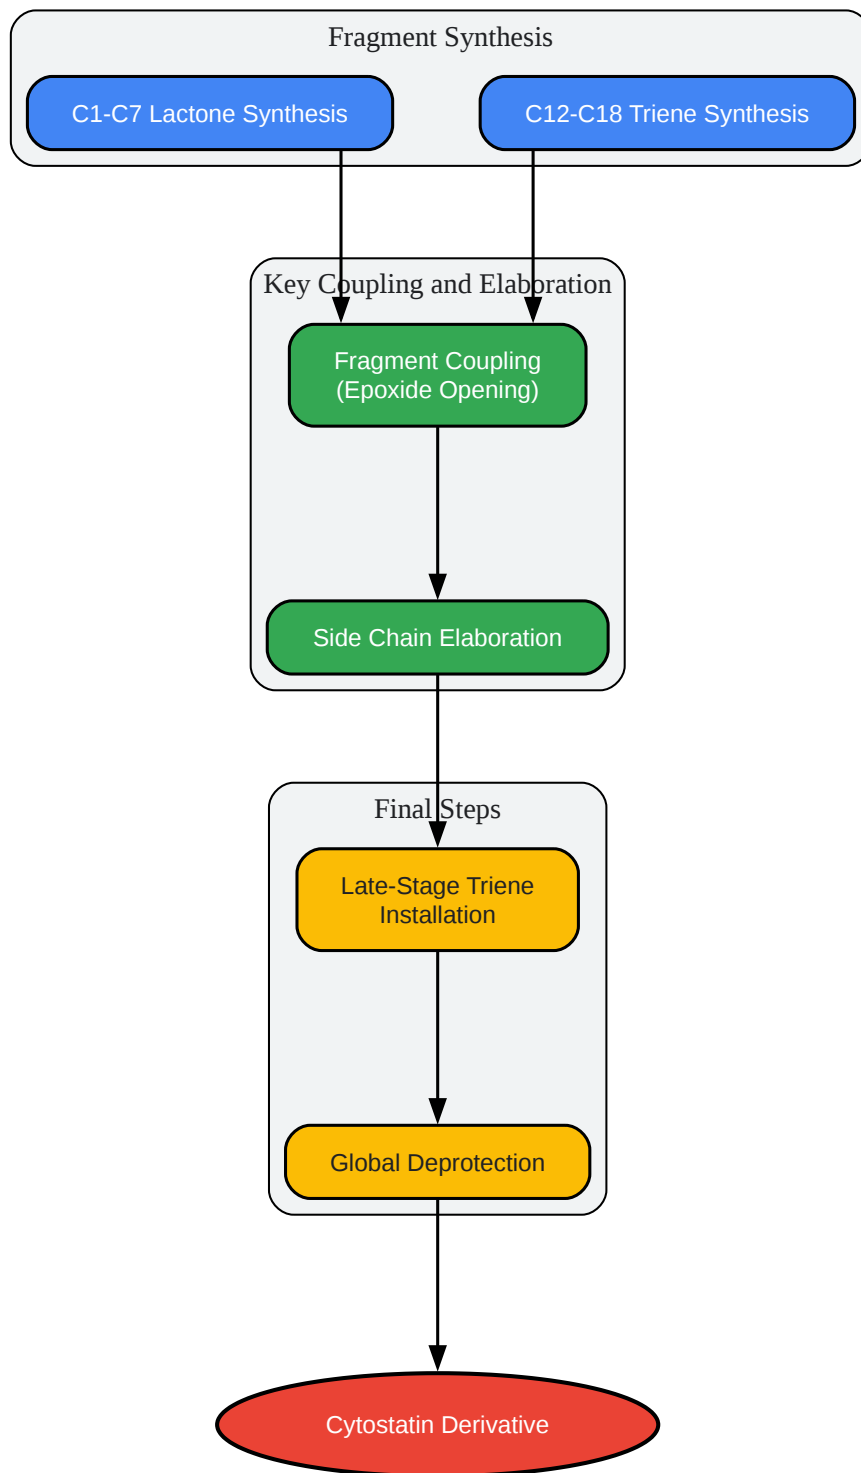 Fragment Synthesis
C1-C7 Lactone Synthesis
C12-C18 Triene Synthesis
Key Coupling and Elaboration
Fragment Coupling
(Epoxide Opening)
Side Chain Elaboration
Final Steps
Late-Stage Triene
Installation
Global Deprotection
Cytostatin Derivative